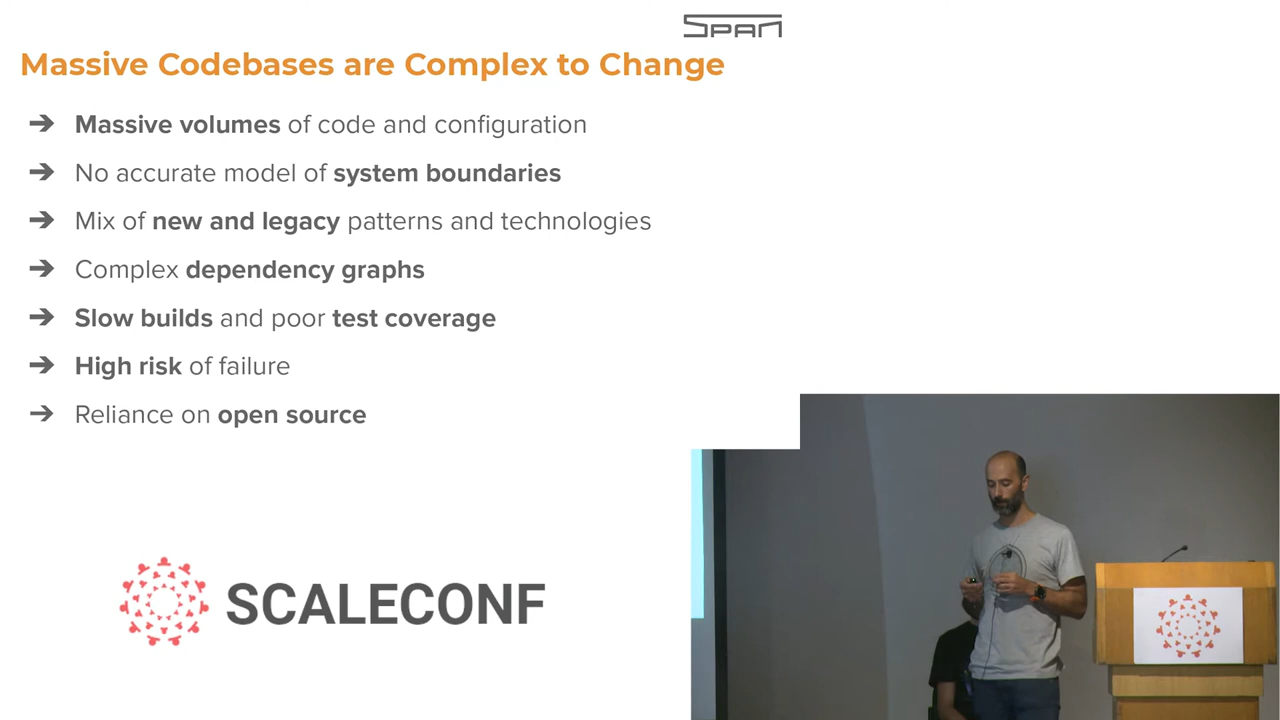 SPAN
Massive Codebases are Complex to Change
➔ Massive volumes of code and configuration
➔ No accurate model of system boundaries
➔ Mix of new and legacy patterns and technologies
➔ Complex dependency graphs
➔ Slow builds and poor test coverage
➔ High risk of failure
➔ Reliance on open source
SCALECONF